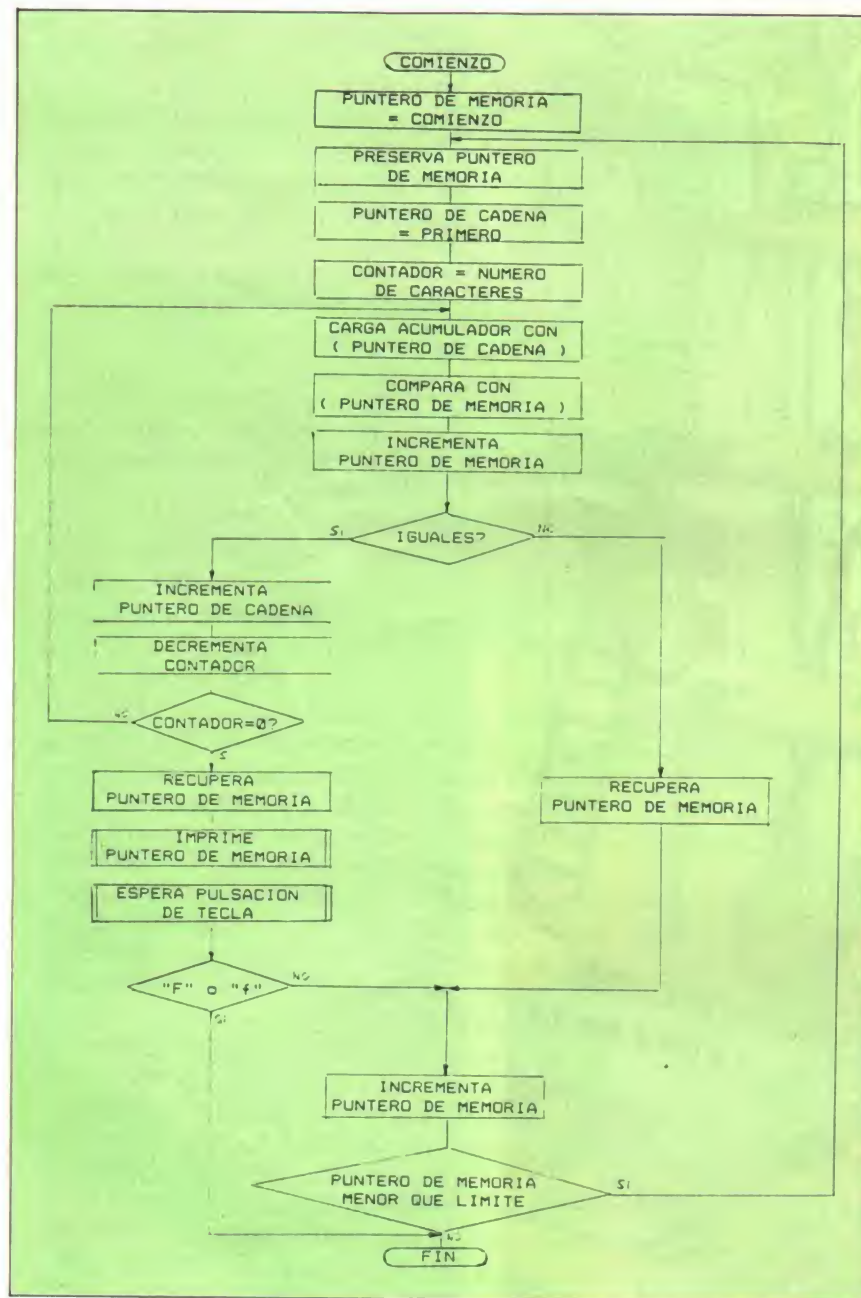 COMIENZO
PUNTERO DE MEMORIA
= COMIENZO
PRESERVA PUNTERO
DE MEMORIA
PUNTERO DE CADENA
= PRIMERO
CONTADOR = NUMERO
DE CARACTERES
CARGA ACUMULADOR CON
( PUNTERO DE CADENA )
COMPARA CON
( PUNTERO DE MEMORIA )
INCREMENTA
PUNTERO DE MEMORIA
SI
IGUALES?
NO
INCREMENTA
PUNTERO DE CADENA
DECREMENTA
CONTADOR
NO
CONTADOR=0?
S
RECUPERA
PUNTERO DE MEMORIA
RECUPERA
PUNTERO DE MEMORIA
IMPRIME
PUNTERO DE MEMORIA
ESPERA PULSACION
DE TECLA
"F" o "f"
NO
SI
INCREMENTA
PUNTERO DE MEMORIA
PUNTERO DE MEMORIA
MENOR QUE LIMITE
SI
NO
FIN